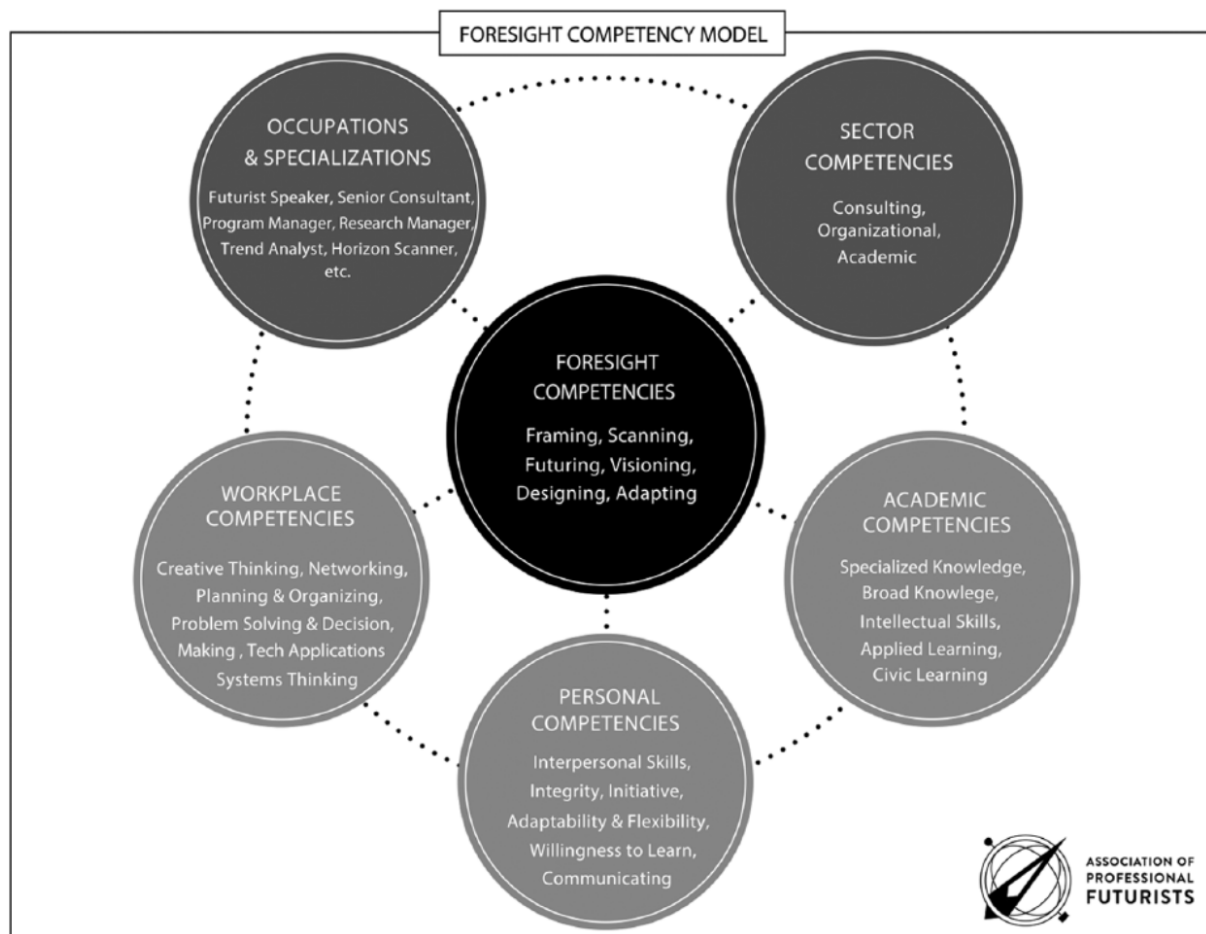 FORESIGHT COMPETENCY MODEL
OCCUPATIONS
& SPECIALIZATIONS
Futurist Speaker, Senior Consultant,
Program Manager, Research Manager,
Trend Analyst, Horizon Scanner,
etc.
SECTOR
COMPETENCIES
Consulting,
Organizational,
Academic
FORESIGHT
COMPETENCIES
Framing, Scanning,
Futuring, Visioning,
Designing, Adapting
WORKPLACE
COMPETENCIES
Creative Thinking, Networking,
Planning & Organizing,
Problem Solving & Decision,
Making , Tech Applications
Systems Thinking
ACADEMIC
COMPETENCIES
Specialized Knowledge,
Broad Knowlege,
Intellectual Skills,
Applied Learning,
Civic Learning
PERSONAL
COMPETENCIES
Interpersonal Skills,
Integrity, Initiative,
Adaptability & Flexibility,
Willingness to Learn,
Communicating
ASSOCIATION OF
PROFESSIONAL
FUTURISTS